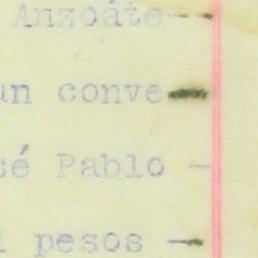 Anzoáte-
un conve-
sé Pablo -
i pesos -